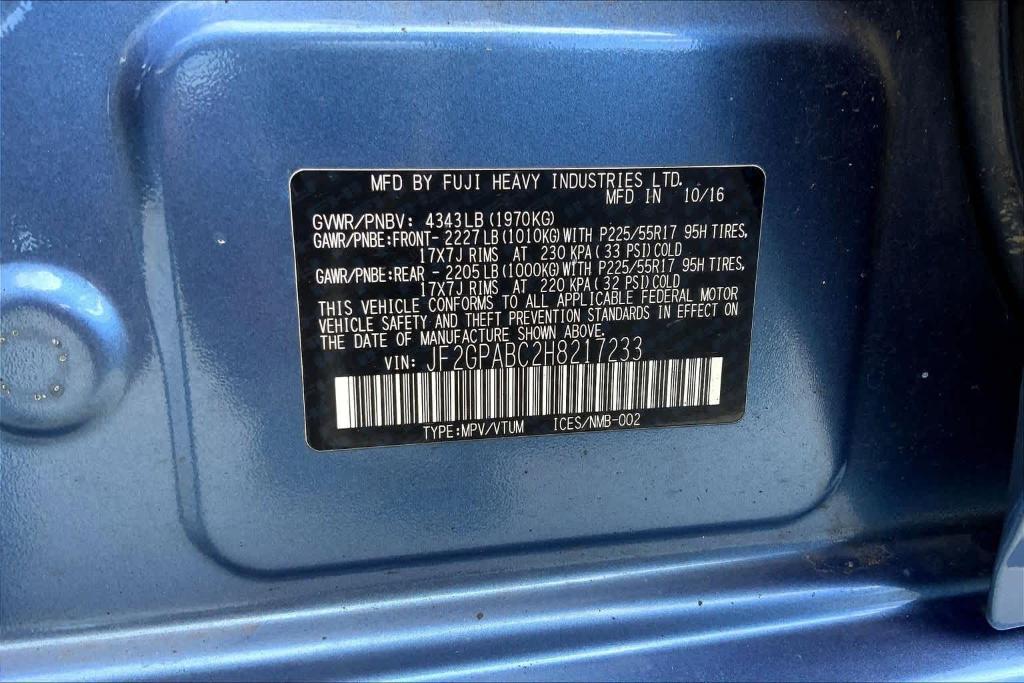 MFD BY FUJI HEAVY INDUSTRIES LTD.
MFD IN 10/16
GVWR/PNBV: 4343LB(1970KG)
GAWR/PNBE:FRONT- 2227LB(1010KG)WITH P225/55R17 95H TIRES,
17X7J RIMS AT 230 KPA(33 PSI)COLD
GAWR/PNBE:REAR - 2205LB(1000KG)WITH P225/55R17 95H TIRES,
17X7J RIMS AT 220 KPA(32 PSI)COLD
THIS VEHICLE CONFORMS TO ALL APPLICABLE FEDERAL MOTOR
VEHICLE SAFETY AND THEFT PREVENTION STANDARDS IN EFFECT ON
THE DATE OF MANUFACTURE SHOWN ABOVE.
VIN: JF2GPABC2H8217233
TYPE:MPV/VTUM ICES/NMB-002